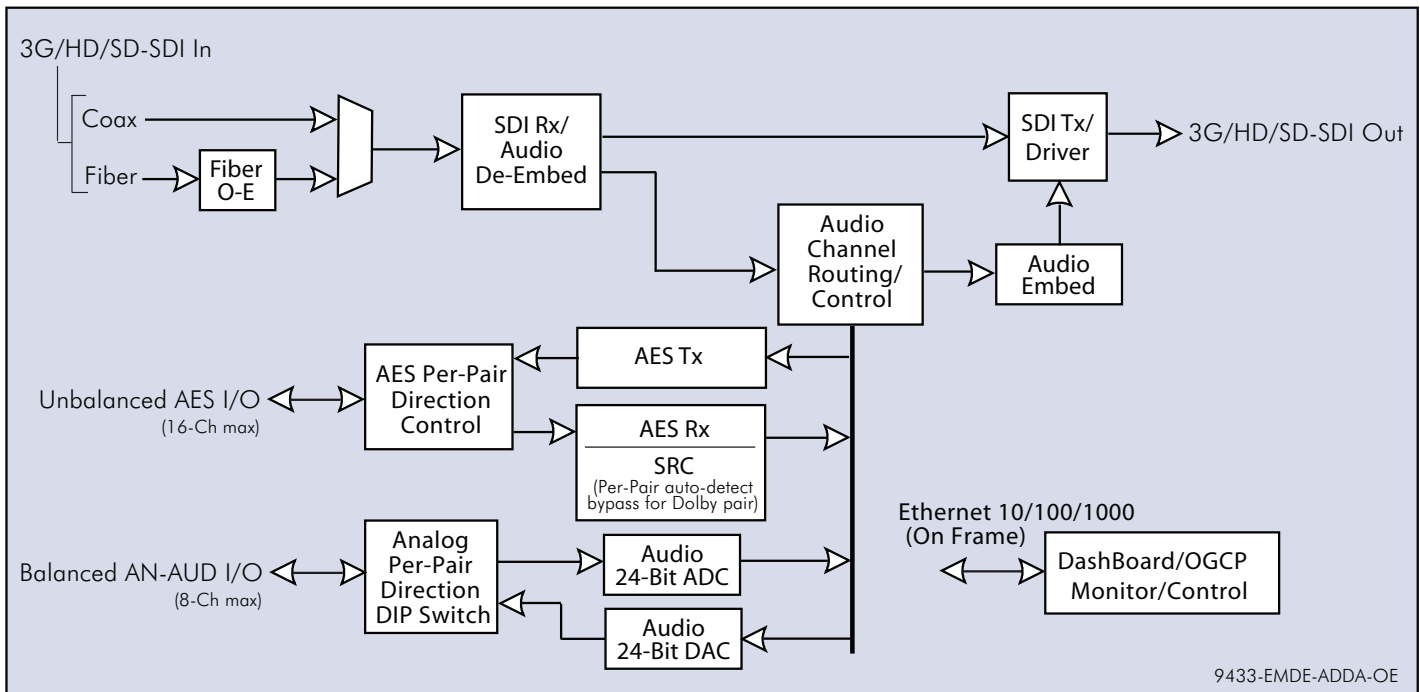 3G/HD/SD-SDI In
Coax
Fiber
Fiber
O-E
SDI Rx/
Audio
De-Embed
SDI Tx/
Driver
3G/HD/SD-SDI Out
Audio
Channel
Routing/
Control
Audio
Embed
AES Tx
Unbalanced AES I/O
(16-Ch max)
AES Per-Pair
Direction
Control
AES Rx
SRC
(Per-Pair auto-detect
bypass for Dolby pair)
Balanced AN-AUD I/O
(8-Ch max)
Analog
Per-Pair
Direction
DIP Switch
Audio
24-Bit ADC
Audio
24-Bit DAC
Ethernet 10/100/1000
(On Frame)
DashBoard/OGCP
Monitor/Control
9433-EMDE-ADDA-OE